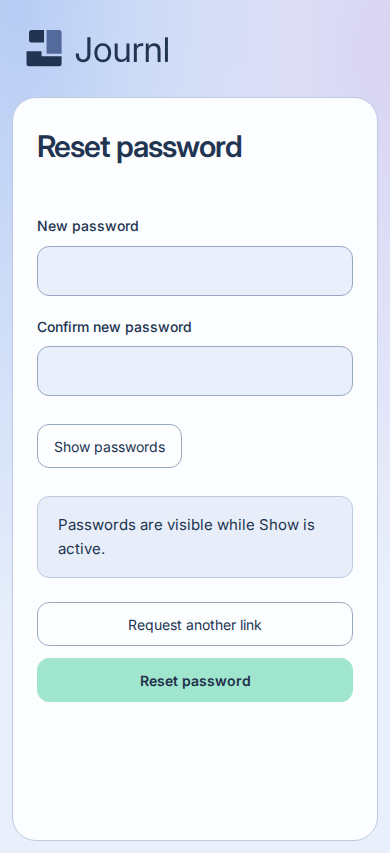 Journl
Reset password
New password
Confirm new password
Show passwords
Passwords are visible while Show is
active.
Request another link
Reset password